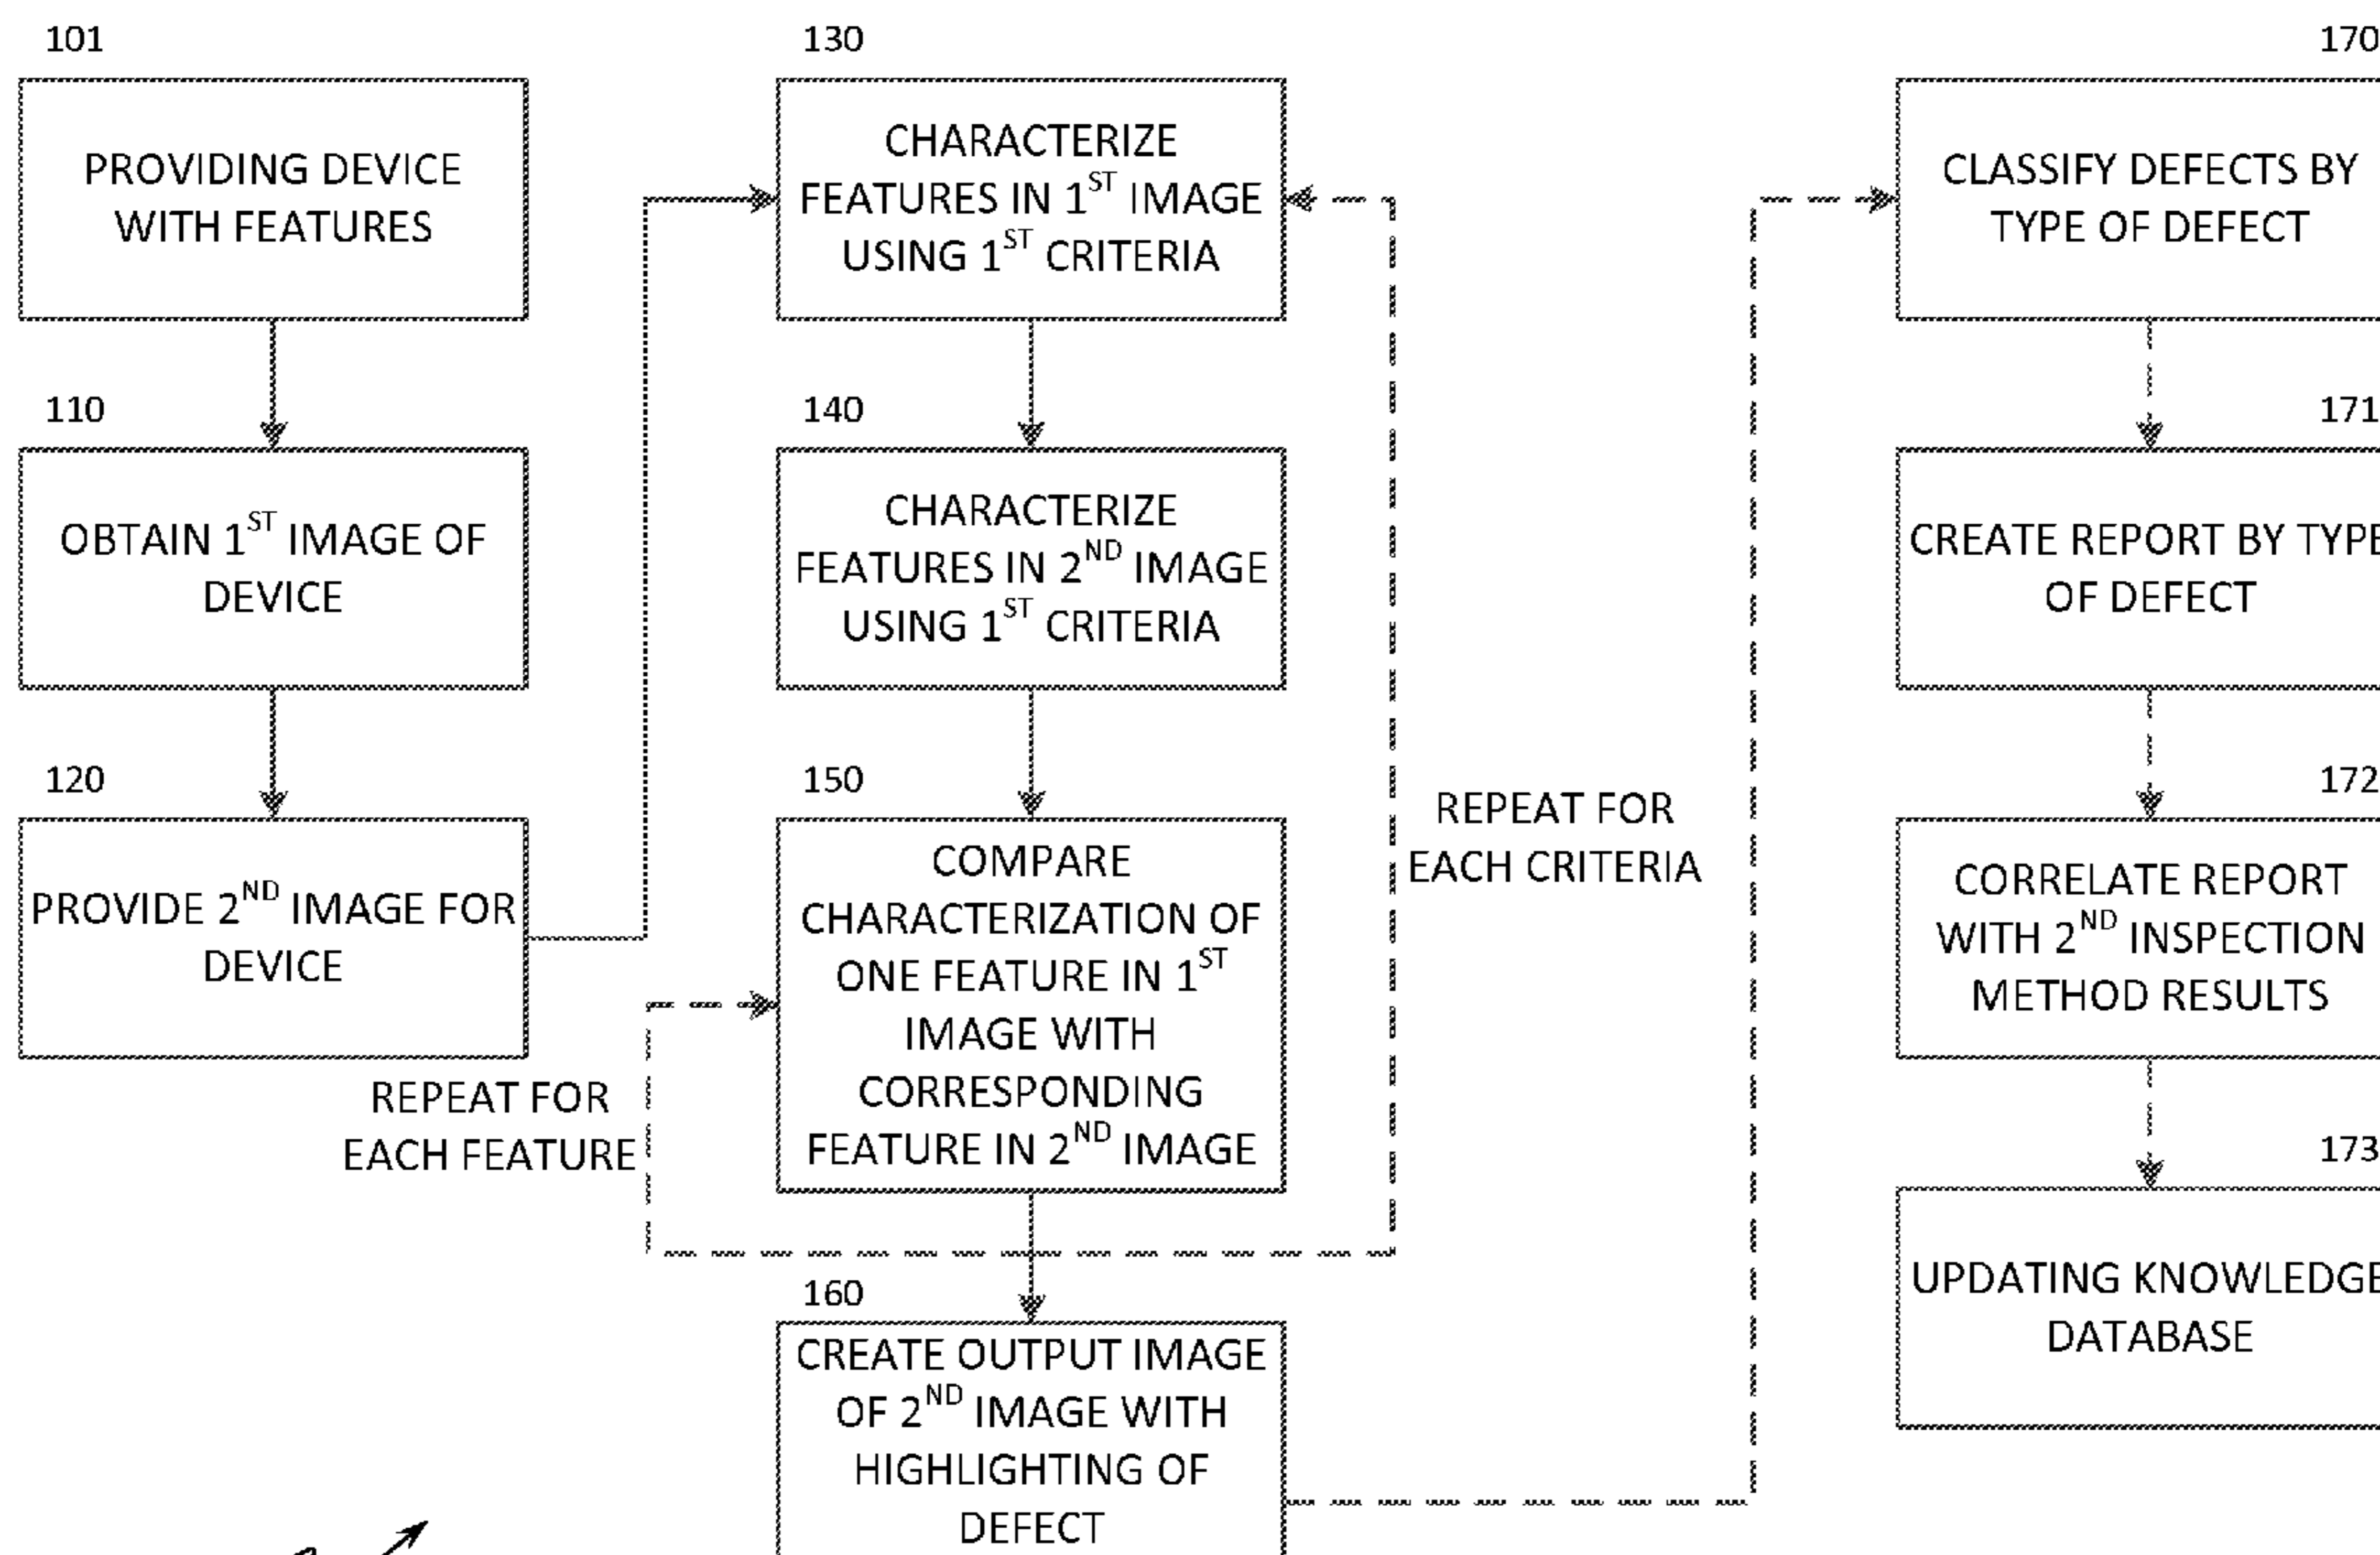 101
PROVIDING DEVICE
WITH FEATURES
110
OBTAIN 1ST IMAGE OF
DEVICE
120
PROVIDE 2ND IMAGE FOR
DEVICE
130
CHARACTERIZE
FEATURES IN 1ST IMAGE
USING 1ST CRITERIA
140
CHARACTERIZE
FEATURES IN 2ND IMAGE
USING 1ST CRITERIA
150
COMPARE
CHARACTERIZATION OF
ONE FEATURE IN 1ST
IMAGE WITH
CORRESPONDING
FEATURE IN 2ND IMAGE
REPEAT FOR
EACH FEATURE
REPEAT FOR
EACH CRITERIA
160
CREATE OUTPUT IMAGE
OF 2ND IMAGE WITH
HIGHLIGHTING OF
DEFECT
170
CLASSIFY DEFECTS BY
TYPE OF DEFECT
171
CREATE REPORT BY TYPE
OF DEFECT
172
CORRELATE REPORT
WITH 2ND INSPECTION
METHOD RESULTS
173
UPDATING KNOWLEDGE
DATABASE